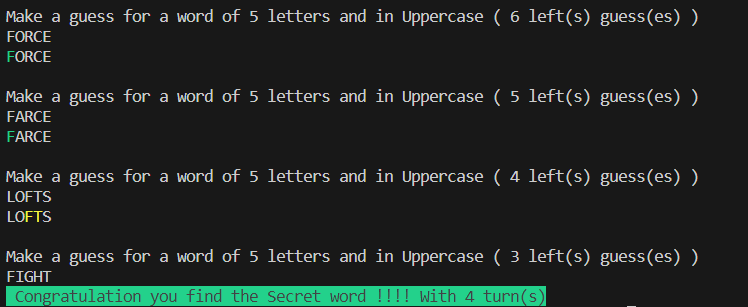 Make a guess for a word of 5 letters and in Uppercase ( 6 left(s) guess(es) )
FORCE
FORCE
Make a guess for a word of 5 letters and in Uppercase ( 5 left(s) guess(es) )
FARCE
FARCE
Make a guess for a word of 5 letters and in Uppercase ( 4 left(s) guess(es) )
LOFTS
LOFTS
Make a guess for a word of 5 letters and in Uppercase ( 3 left(s) guess(es) )
FIGHT
Congratulation you find the Secret word !!!! With 4 turn(s)